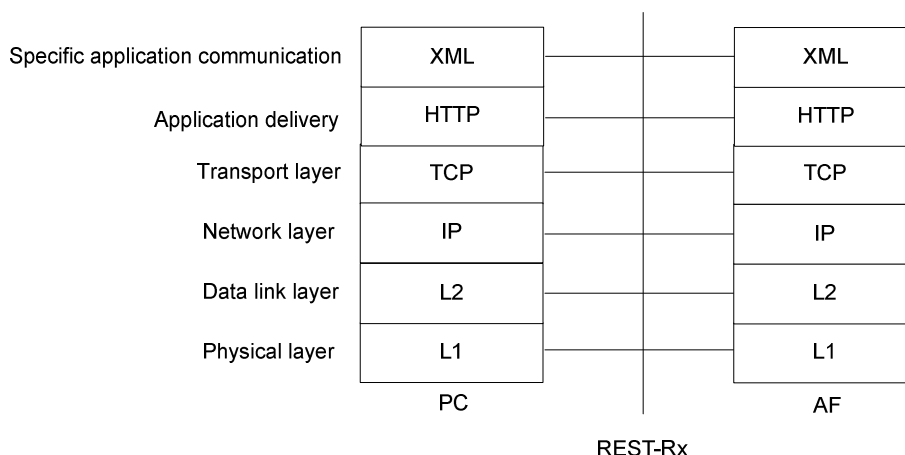 Specific application communication XML XML
Application delivery HTTP HTTP
Transport layer TCP TCP
Network layer IP IP
Data link layer L2 L2
Physical layer L1 L1
PC AF
REST-Rx